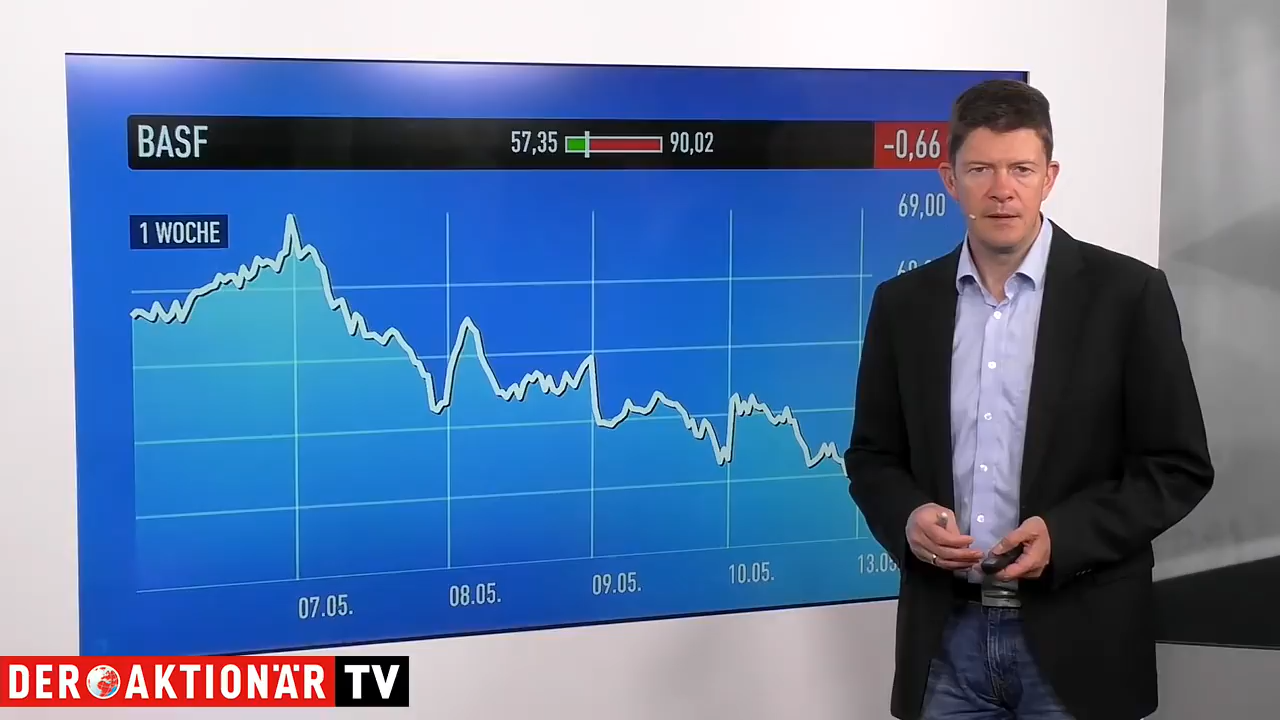 BASF
57,35
90,02
-0,66
69,00
1 WOCHE
07.05.
08.05.
09.05.
10.05.
DER AKTIONÄR TV